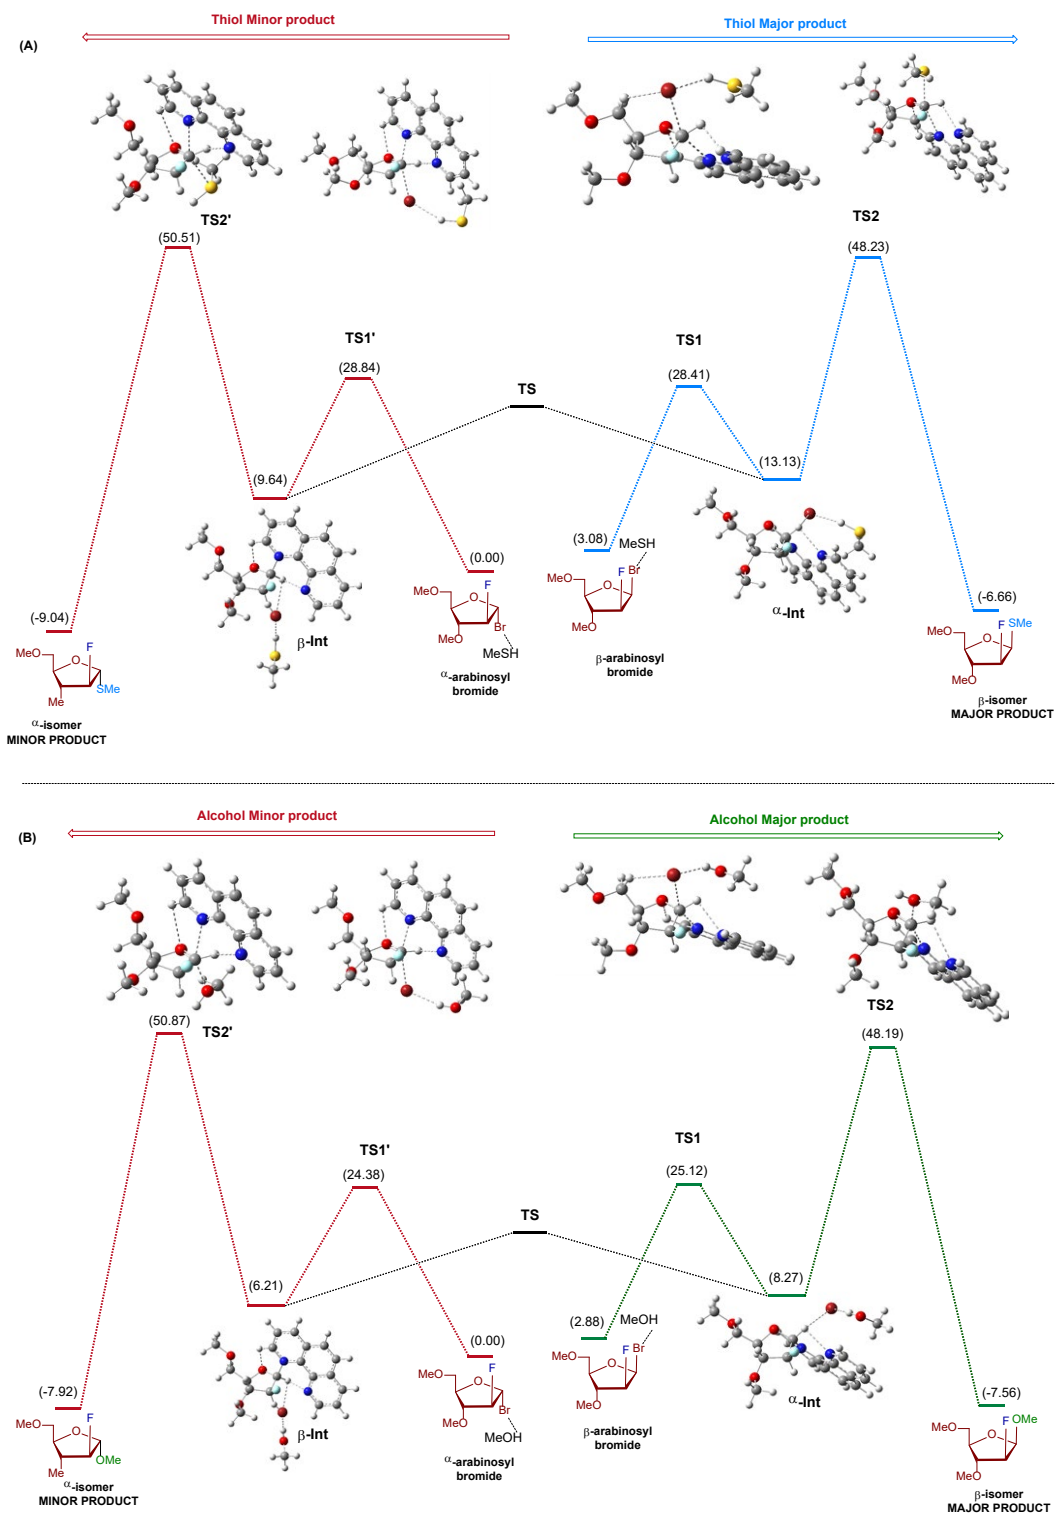 Thiol Minor product
Thiol Major product
(A)
TS2'
(50.51)
TS2
(48.23)
TS1'
(28.84)
TS1
(28.41)
TS
(9.64)
(13.13)
(3.08)
MeSH
(0.00)
β-Int
α-Int
(-9.04)
(-6.66)
F
MeO
O
SMe
Me
α-isomer
MINOR PRODUCT
F
MeO
O
Br
MeO
MeSH
α-arabinosyl
bromide
F
Br
MeO
O
MeO
β-arabinosyl
bromide
F
SMe
MeO
O
MeO
β-isomer
MAJOR PRODUCT
Alcohol Minor product
Alcohol Major product
(B)
TS2'
(50.87)
TS2
(48.19)
TS1'
(24.38)
TS1
(25.12)
TS
(6.21)
(8.27)
(2.88)
MeOH
(0.00)
β-Int
α-Int
(-7.92)
(-7.56)
F
MeO
O
OMe
Me
α-isomer
MINOR PRODUCT
F
MeO
O
Br
MeO
MeOH
α-arabinosyl
bromide
F
Br
MeO
O
MeO
β-arabinosyl
bromide
F
OMe
MeO
O
MeO
β-isomer
MAJOR PRODUCT